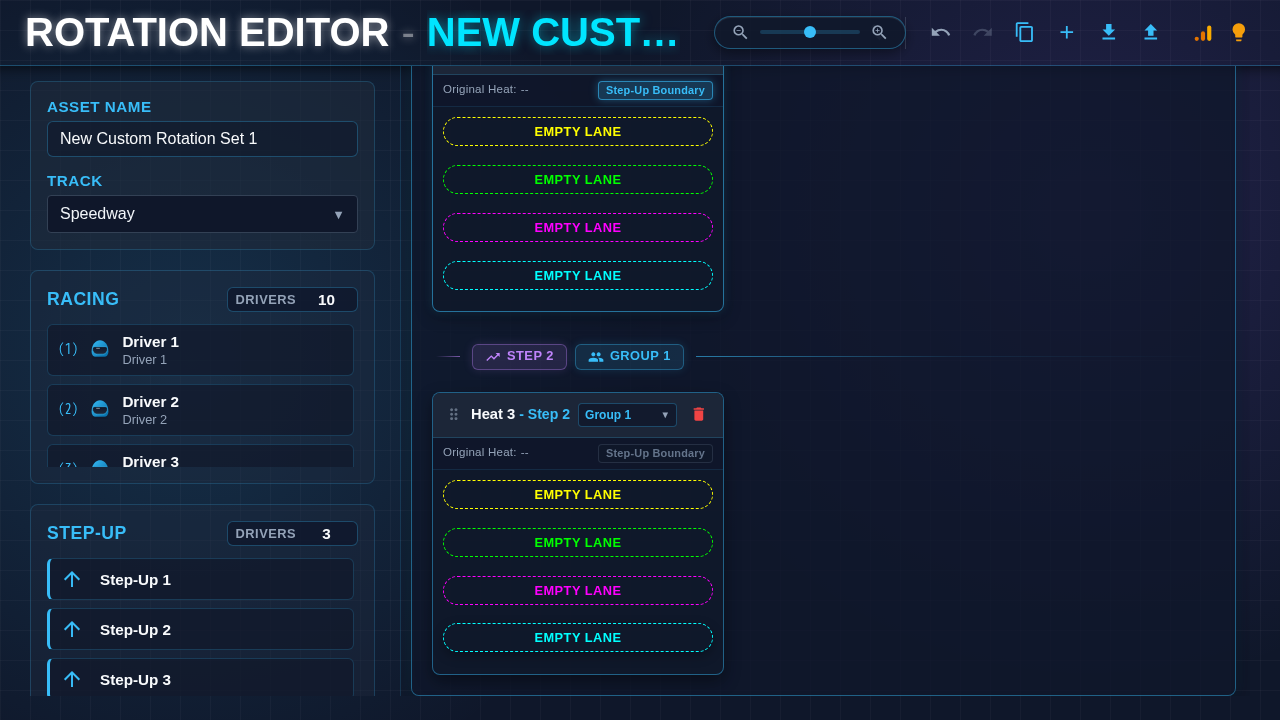 ROTATION EDITOR - NEW CUST...
ASSET NAME
New Custom Rotation Set 1
TRACK
Speedway
RACING
DRIVERS 10
(1) Driver 1
Driver 1
(2) Driver 2
Driver 2
Driver 3
STEP-UP
DRIVERS 3
Step-Up 1
Step-Up 2
Step-Up 3
Original Heat: --
Step-Up Boundary
EMPTY LANE
EMPTY LANE
EMPTY LANE
EMPTY LANE
STEP 2
GROUP 1
Heat 3 - Step 2
Group 1
Original Heat: --
Step-Up Boundary
EMPTY LANE
EMPTY LANE
EMPTY LANE
EMPTY LANE